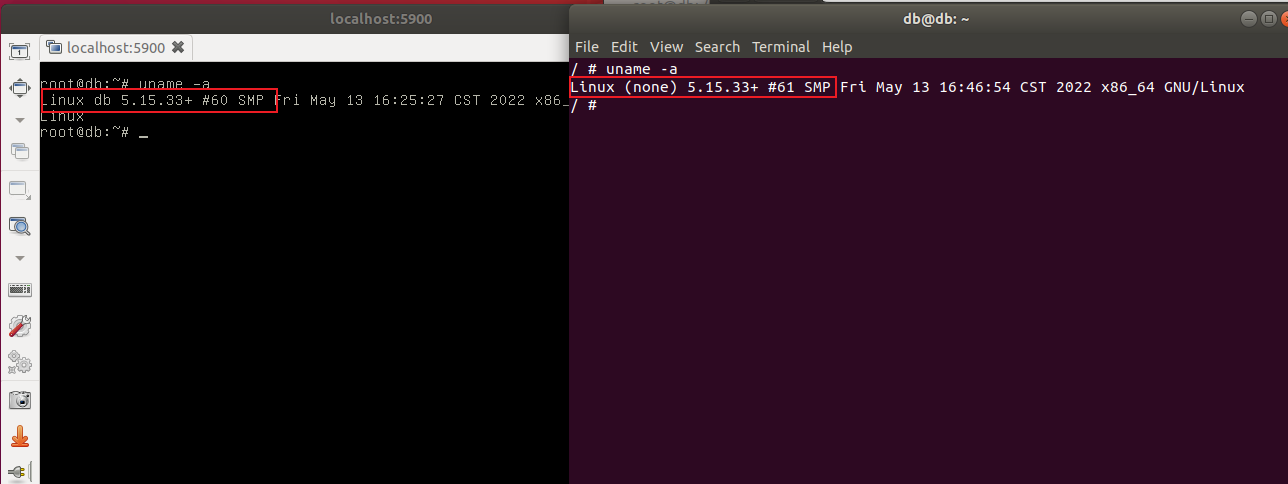 localhost:5900
localhost:5900
root@db:~# uname -a
Linux db 5.15.33+ #60 SMP Fri May 13 16:25:27 CST 2022 x86_
Linux
root@db:~# _
db@db: ~
File Edit View Search Terminal Help
/ # uname -a
Linux (none) 5.15.33+ #61 SMP Fri May 13 16:46:54 CST 2022 x86_64 GNU/Linux
/ #